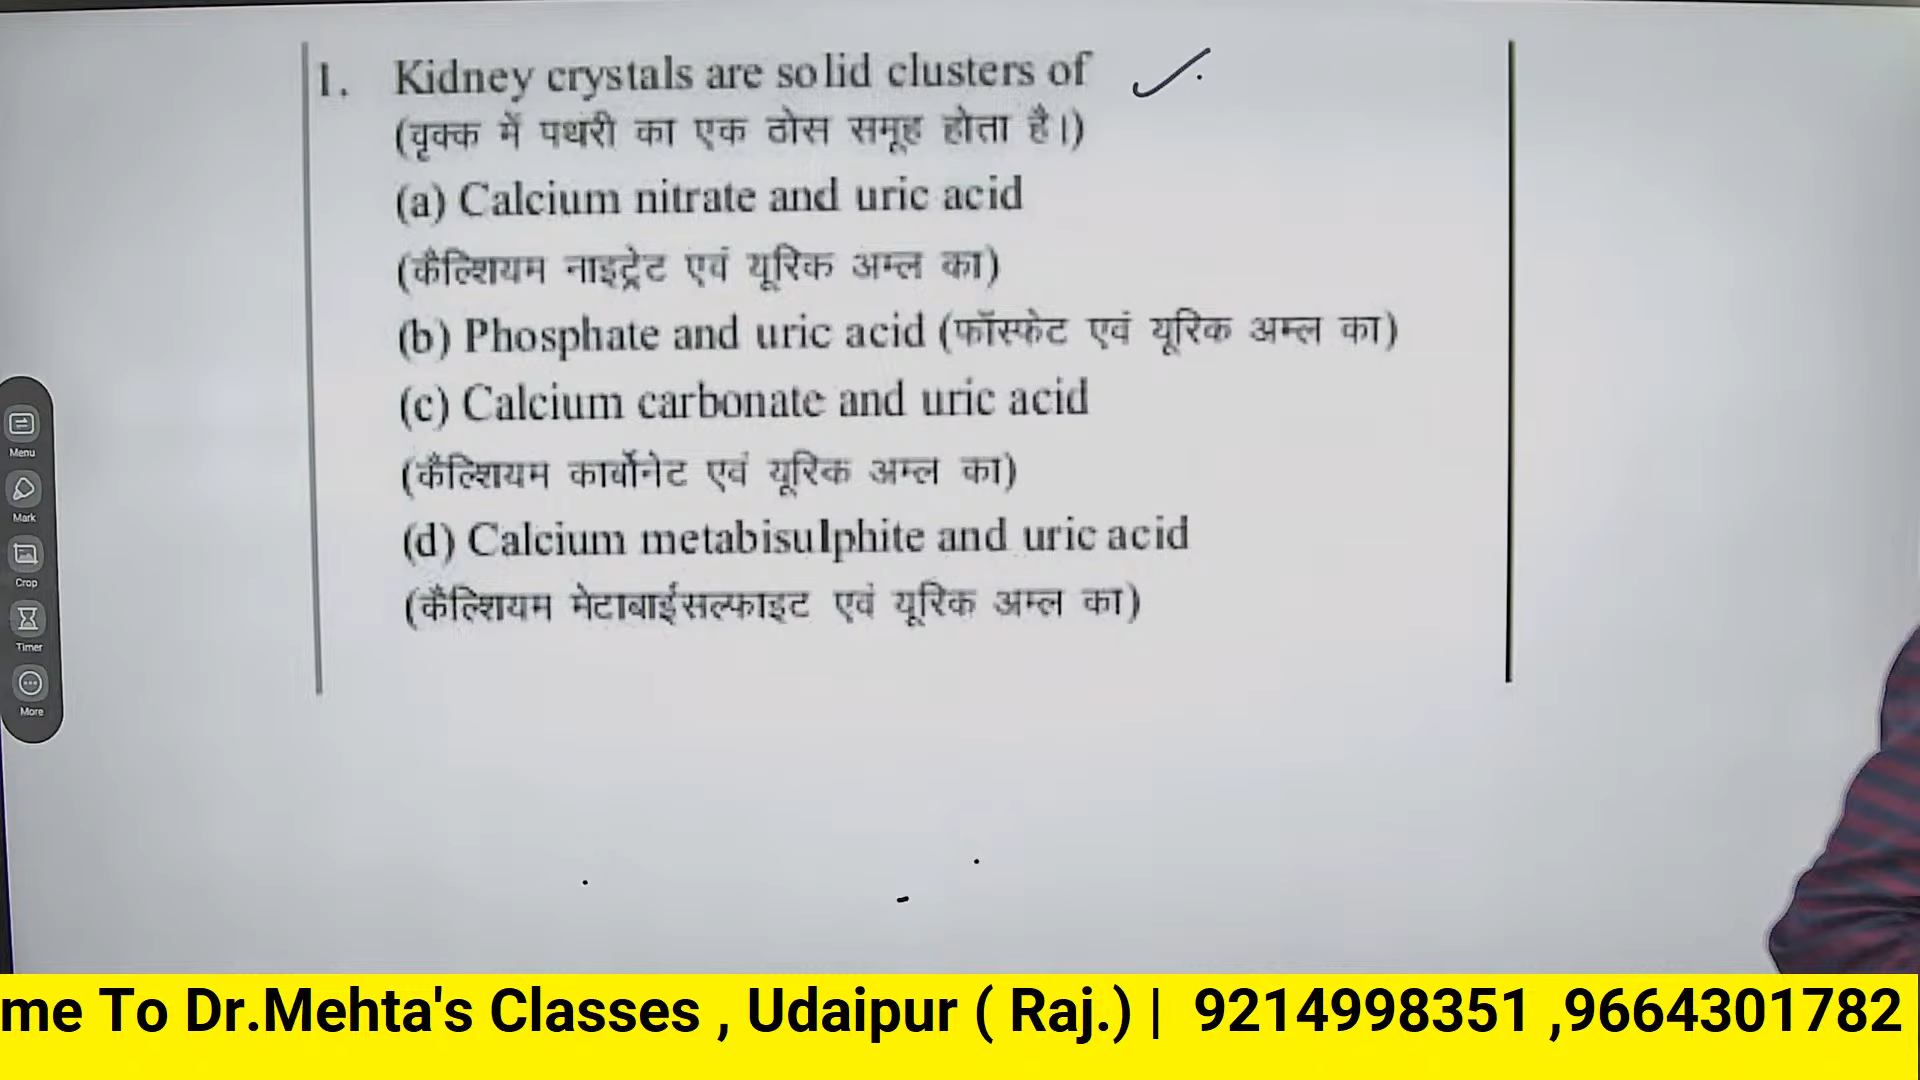 1. Kidney crystals are solid clusters of
(वृक्क में पथरी का एक ठोस समूह होता है।)
(a) Calcium nitrate and uric acid
(कैल्शियम नाइट्रेट एवं यूरिक अम्ल का)
(b) Phosphate and uric acid (फॉस्फेट एवं यूरिक अम्ल का)
(c) Calcium carbonate and uric acid
(कैल्शियम कार्बोनेट एवं यूरिक अम्ल का)
(d) Calcium metabisulphite and uric acid
(कैल्शियम मेटाबाईसल्फाइट एवं यूरिक अम्ल का)
Menu
Mark
Crop
Timer
More
me To Dr.Mehta's Classes , Udaipur ( Raj.) | 9214998351 ,9664301782